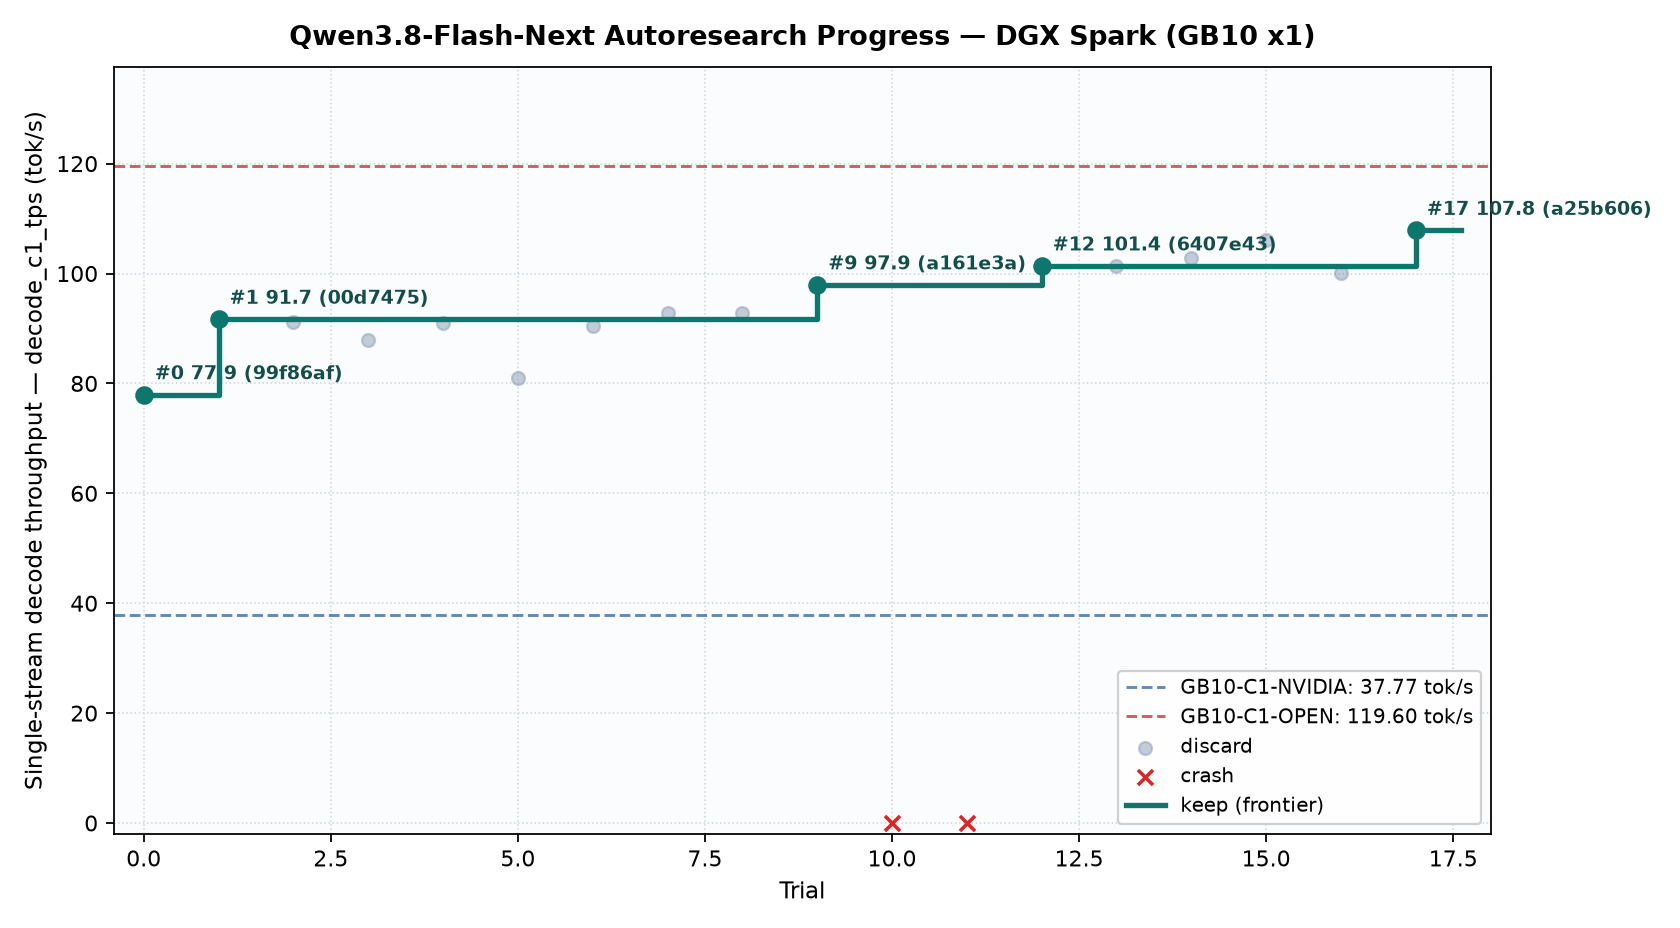 Qwen3.8-Flash-Next Autoresearch Progress — DGX Spark (GB10 x1)
Single-stream decode throughput — decode_c1_tps (tok/s)
120
100
80
60
40
20
0
#0 77.9 (99f86af)
#1 91.7 (00d7475)
#9 97.9 (a161e3a)
#12 101.4 (6407e43)
#17 107.8 (a25b606)
GB10-C1-NVIDIA: 37.77 tok/s
GB10-C1-OPEN: 119.60 tok/s
discard
crash
keep (frontier)
0.0 2.5 5.0 7.5 10.0 12.5 15.0 17.5
Trial